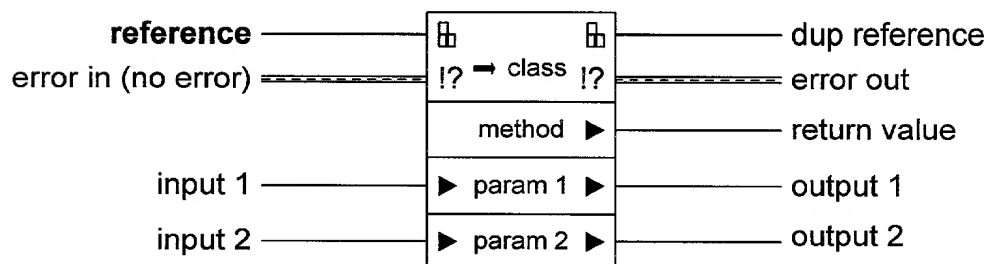 reference dup reference
error in (no error) !? ➡ class !? error out
method ▶ return value
input 1 ▶ param 1 ▶ output 1
input 2 ▶ param 2 ▶ output 2